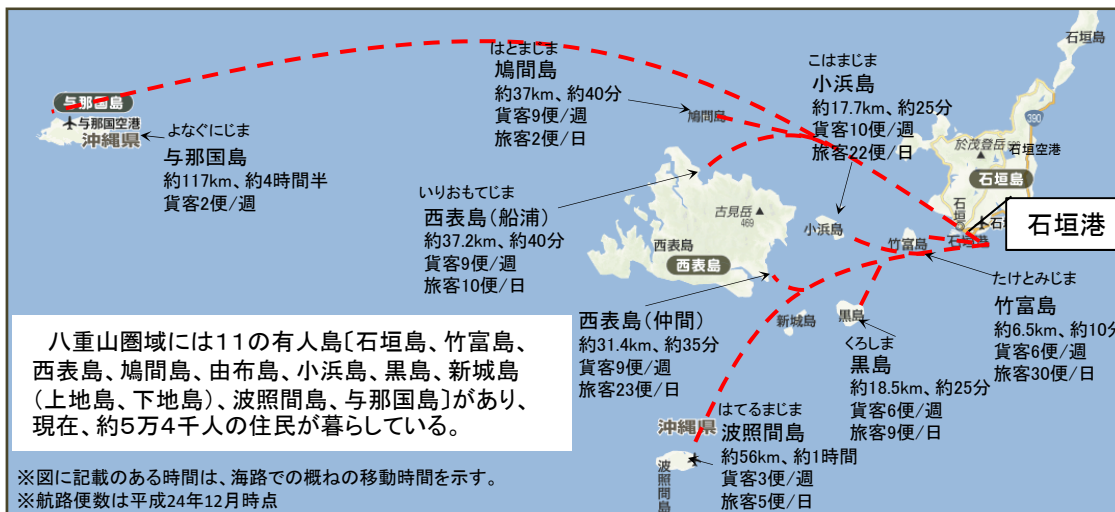 与那国島
与那国空港
沖縄県
よなぐにじま
与那国島
約117km、約4時間半
貨客2便/週
はとまじま
鳩間島
約37km、約40分
貨客9便/週
旅客2便/日
鳩間島
こはまじま
小浜島
約17.7km、約25分
貨客10便/週
旅客22便/日
石垣島
390
於茂登岳
石垣空港
石垣島
石垣
石垣港
石垣港
いりおもてじま
西表島(船浦)
約37.2km、約40分
貨客9便/週
旅客10便/日
古見岳
469
西表島
西表島
小浜島
竹富島
たけとみじま
竹富島
約6.5km、約10分
貨客6便/週
旅客30便/日
西表島(仲間)
約31.4km、約35分
貨客9便/週
旅客23便/日
新城島
黒島
くろしま
黒島
約18.5km、約25分
貨客6便/週
旅客9便/日
沖縄県
はてるまじま
波照間島
約56km、約1時間
貨客3便/週
旅客5便/日
波照間島
八重山圏域には11の有人島〔石垣島、竹富島、
西表島、鳩間島、由布島、小浜島、黒島、新城島
(上地島、下地島)、波照間島、与那国島〕があり、
現在、約5万4千人の住民が暮らしている。
※図に記載のある時間は、海路での概ねの移動時間を示す。
※航路便数は平成24年12月時点